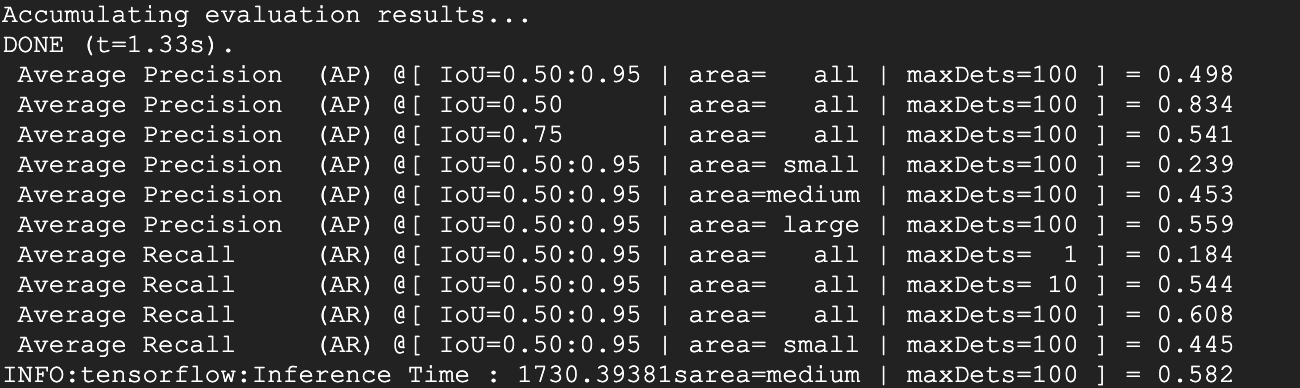 Accumulating evaluation results...
DONE (t=1.33s).
 Average Precision  (AP) @[ IoU=0.50:0.95 | area=   all | maxDets=100 ] = 0.498
 Average Precision  (AP) @[ IoU=0.50      | area=   all | maxDets=100 ] = 0.834
 Average Precision  (AP) @[ IoU=0.75      | area=   all | maxDets=100 ] = 0.541
 Average Precision  (AP) @[ IoU=0.50:0.95 | area= small | maxDets=100 ] = 0.239
 Average Precision  (AP) @[ IoU=0.50:0.95 | area=medium | maxDets=100 ] = 0.453
 Average Precision  (AP) @[ IoU=0.50:0.95 | area= large | maxDets=100 ] = 0.559
 Average Recall     (AR) @[ IoU=0.50:0.95 | area=   all | maxDets=  1 ] = 0.184
 Average Recall     (AR) @[ IoU=0.50:0.95 | area=   all | maxDets= 10 ] = 0.544
 Average Recall     (AR) @[ IoU=0.50:0.95 | area=   all | maxDets=100 ] = 0.608
 Average Recall     (AR) @[ IoU=0.50:0.95 | area= small | maxDets=100 ] = 0.445
INFO:tensorflow:Inference Time : 1730.39381sarea=medium | maxDets=100 ] = 0.582